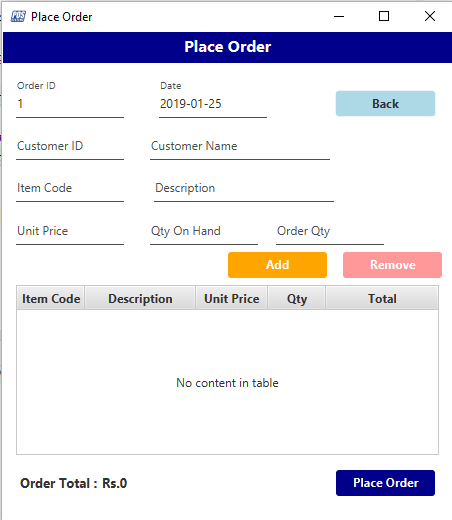 POS Place Order
Place Order
Order ID Date
1 2019-01-25 Back
Customer ID Customer Name
Item Code Description
Unit Price Qty On Hand Order Qty
Add Remove
Item Code Description Unit Price Qty Total
No content in table
Order Total : Rs.0 Place Order